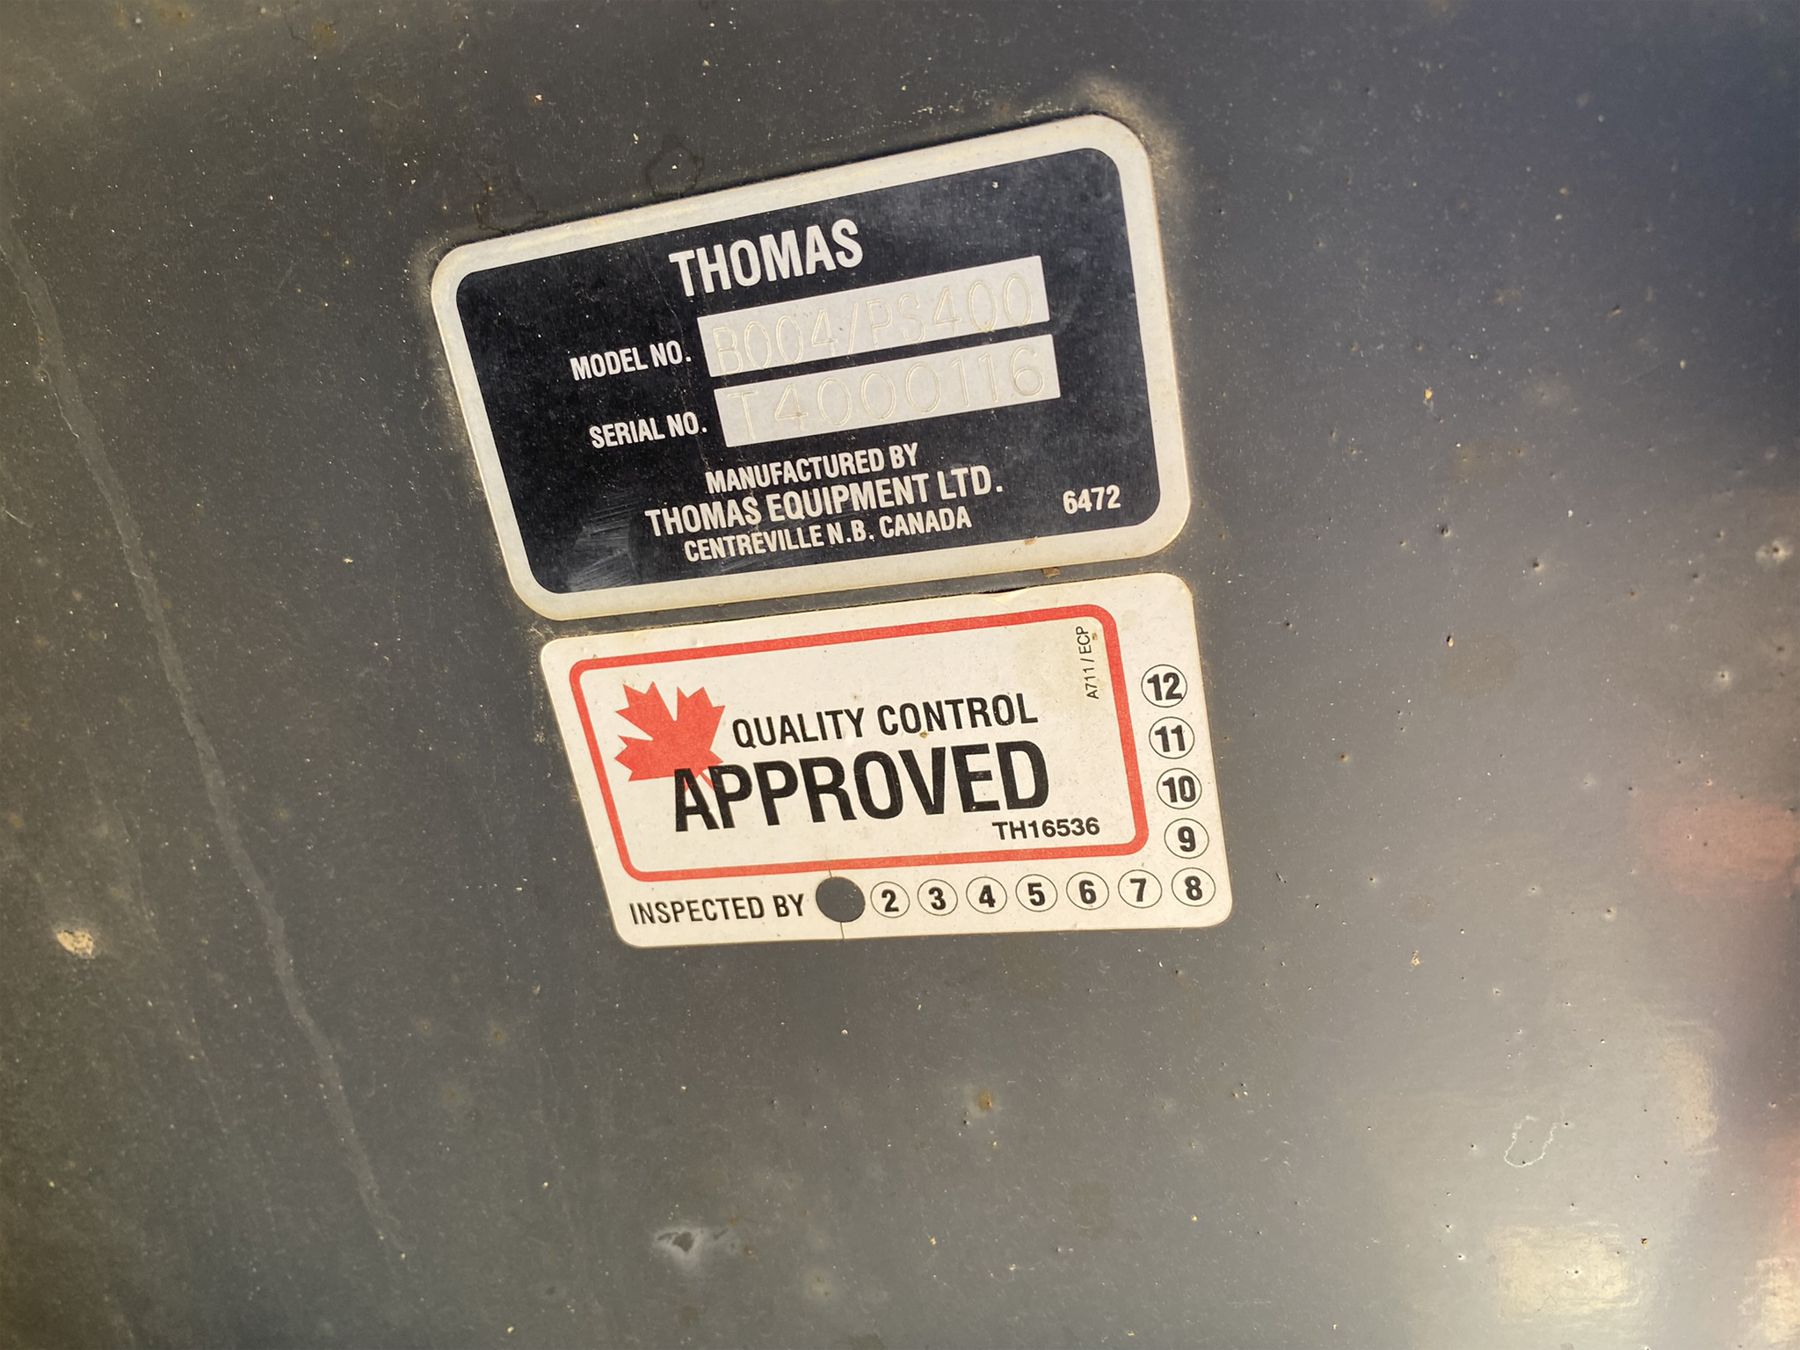 THOMAS
MODEL NO. B004/PS400
SERIAL NO. T4000116
MANUFACTURED BY
THOMAS EQUIPMENT LTD.
CENTREVILLE N.B. CANADA
6472
A711 / ECP
QUALITY CONTROL
APPROVED
TH16536
12
11
10
9
INSPECTED BY 2 3 4 5 6 7 8